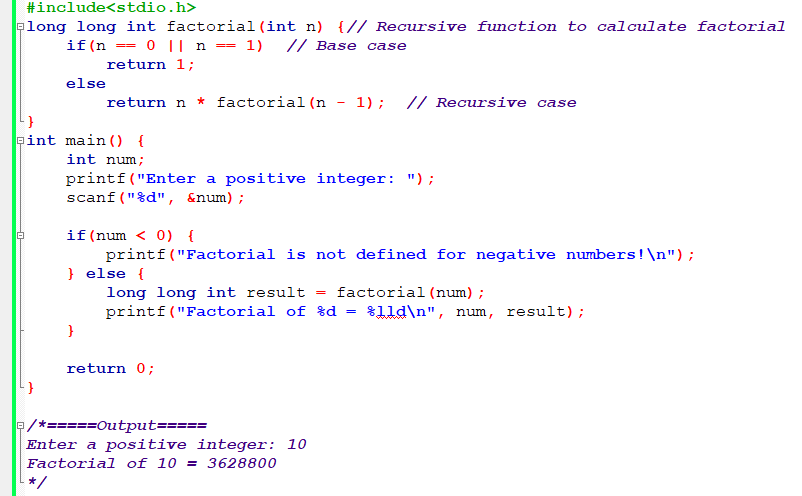 #include<stdio.h>
long long int factorial(int n) {// Recursive function to calculate factorial
    if(n == 0 || n == 1)  // Base case
        return 1;
    else
        return n * factorial(n - 1);  // Recursive case
}
int main() {
    int num;
    printf("Enter a positive integer: ");
    scanf("%d", &num);

    if(num < 0) {
        printf("Factorial is not defined for negative numbers!\n");
    } else {
        long long int result = factorial(num);
        printf("Factorial of %d = %lld\n", num, result);
    }

    return 0;
}

/*=====Output=====
Enter a positive integer: 10
Factorial of 10 = 3628800
*/